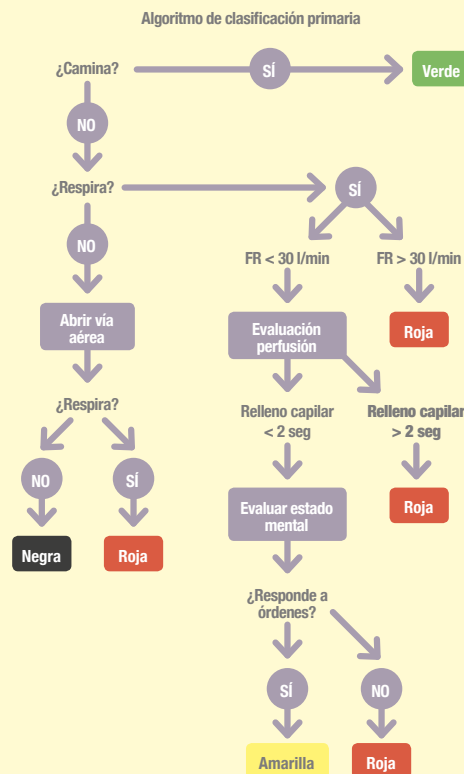 Algoritmo de clasificación primaria
¿Camina?
SÍ
Verde
NO
¿Respira?
SÍ
NO
FR < 30 l/min
FR > 30 l/min
Abrir vía
aérea
Evaluación
perfusión
Roja
¿Respira?
Relleno capilar
< 2 seg
Relleno capilar
> 2 seg
NO
SÍ
Evaluar estado
mental
Roja
Negra
Roja
¿Responde a
órdenes?
SÍ
NO
Amarilla
Roja